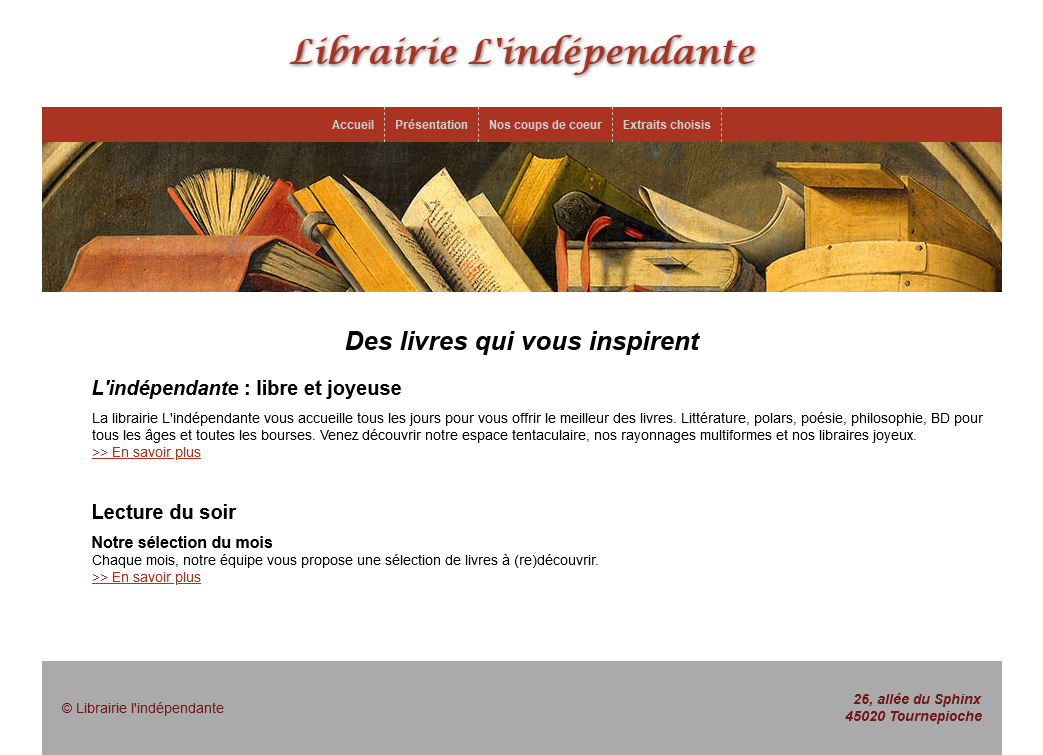 Librairie L'indépendante
Accueil Présentation Nos coups de coeur Extraits choisis
Des livres qui vous inspirent
L'indépendante : libre et joyeuse
La librairie L'indépendante vous accueille tous les jours pour vous offrir le meilleur des livres. Littérature, polars, poésie, philosophie, BD pour
tous les âges et toutes les bourses. Venez découvrir notre espace tentaculaire, nos rayonnages multiformes et nos libraires joyeux.
>> En savoir plus
Lecture du soir
Notre sélection du mois
Chaque mois, notre équipe vous propose une sélection de livres à (re)découvrir.
>> En savoir plus
© Librairie l'indépendante
26, allée du Sphinx
45020 Tournepioche